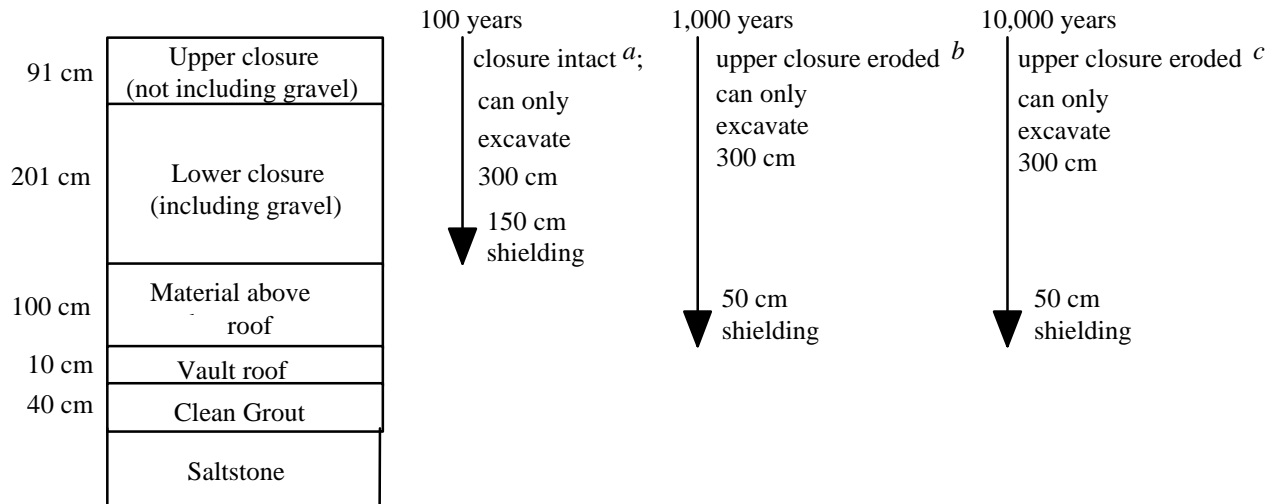 100 years
1,000 years
10,000 years
91 cm
Upper closure
(not including gravel)
closure intact a;
can only
excavate
300 cm
150 cm
shielding
upper closure eroded b
can only
excavate
300 cm
50 cm
shielding
upper closure eroded c
can only
excavate
300 cm
50 cm
shielding
201 cm
Lower closure
(including gravel)
100 cm
Material above
roof
10 cm
Vault roof
40 cm
Clean Grout
Saltstone